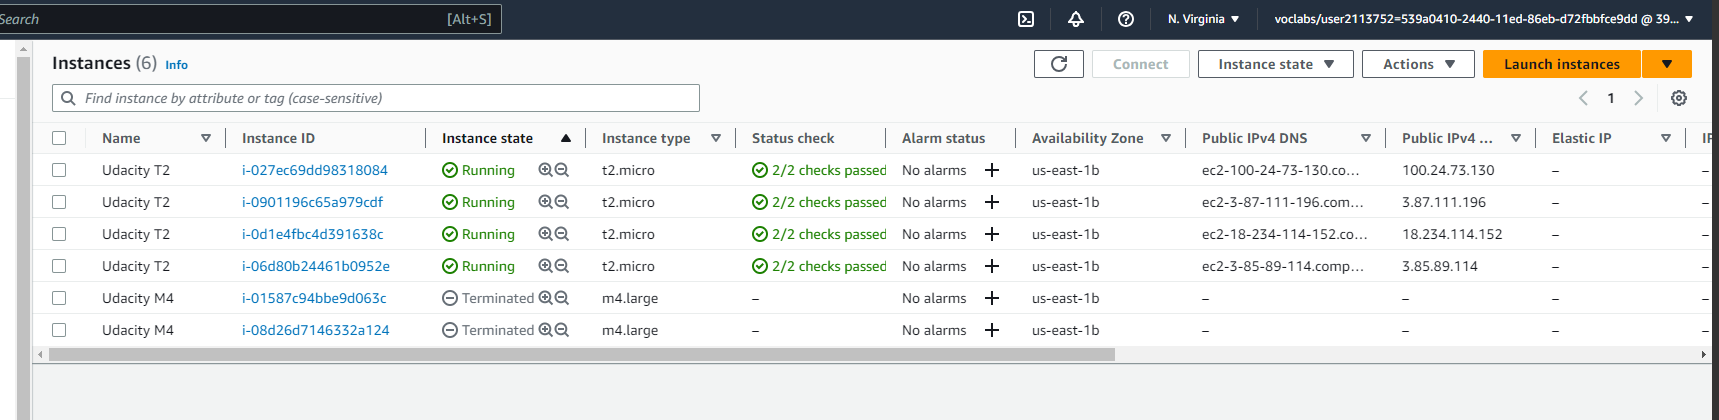 Search [Alt+S] N. Virginia voclabs/user2113752=539a0410-2440-11ed-86eb-d72fbbfce9dd @ 39...
Instances (6) Info Connect Instance state Actions Launch instances
Find instance by attribute or tag (case-sensitive) 1
Name Instance ID Instance state Instance type Status check Alarm status Availability Zone Public IPv4 DNS Public IPv4 ... Elastic IP IP
Udacity T2 i-027ec69dd98318084 Running t2.micro 2/2 checks passed No alarms + us-east-1b ec2-100-24-73-130.co... 100.24.73.130 – –
Udacity T2 i-0901196c65a979cdf Running t2.micro 2/2 checks passed No alarms + us-east-1b ec2-3-87-111-196.com... 3.87.111.196 – –
Udacity T2 i-0d1e4fbc4d391638c Running t2.micro 2/2 checks passed No alarms + us-east-1b ec2-18-234-114-152.co... 18.234.114.152 – –
Udacity T2 i-06d80b24461b0952e Running t2.micro 2/2 checks passed No alarms + us-east-1b ec2-3-85-89-114.comp... 3.85.89.114 – –
Udacity M4 i-01587c94bbe9d063c Terminated m4.large – No alarms + us-east-1b – – – –
Udacity M4 i-08d26d7146332a124 Terminated m4.large – No alarms + us-east-1b – – – –